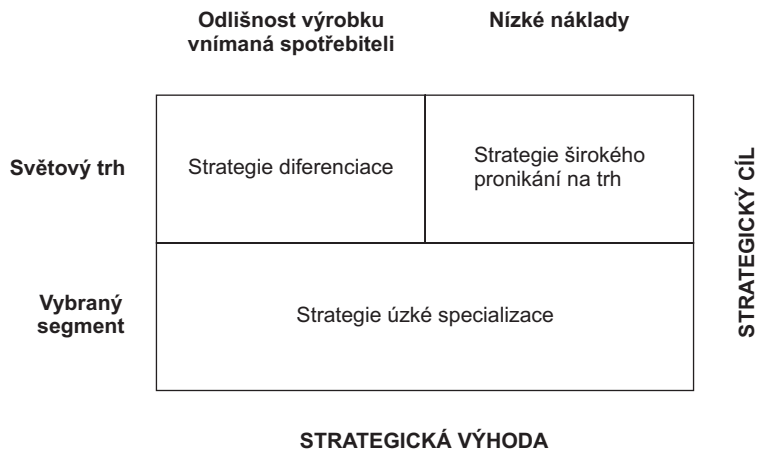 Odlišnost výrobku
vnímaná spotřebiteli
Nízké náklady
Světový trh
Strategie diferenciace
Strategie širokého
pronikání na trh
STRATEGICKÝ CÍL
Vybraný
segment
Strategie úzké specializace
STRATEGICKÁ VÝHODA